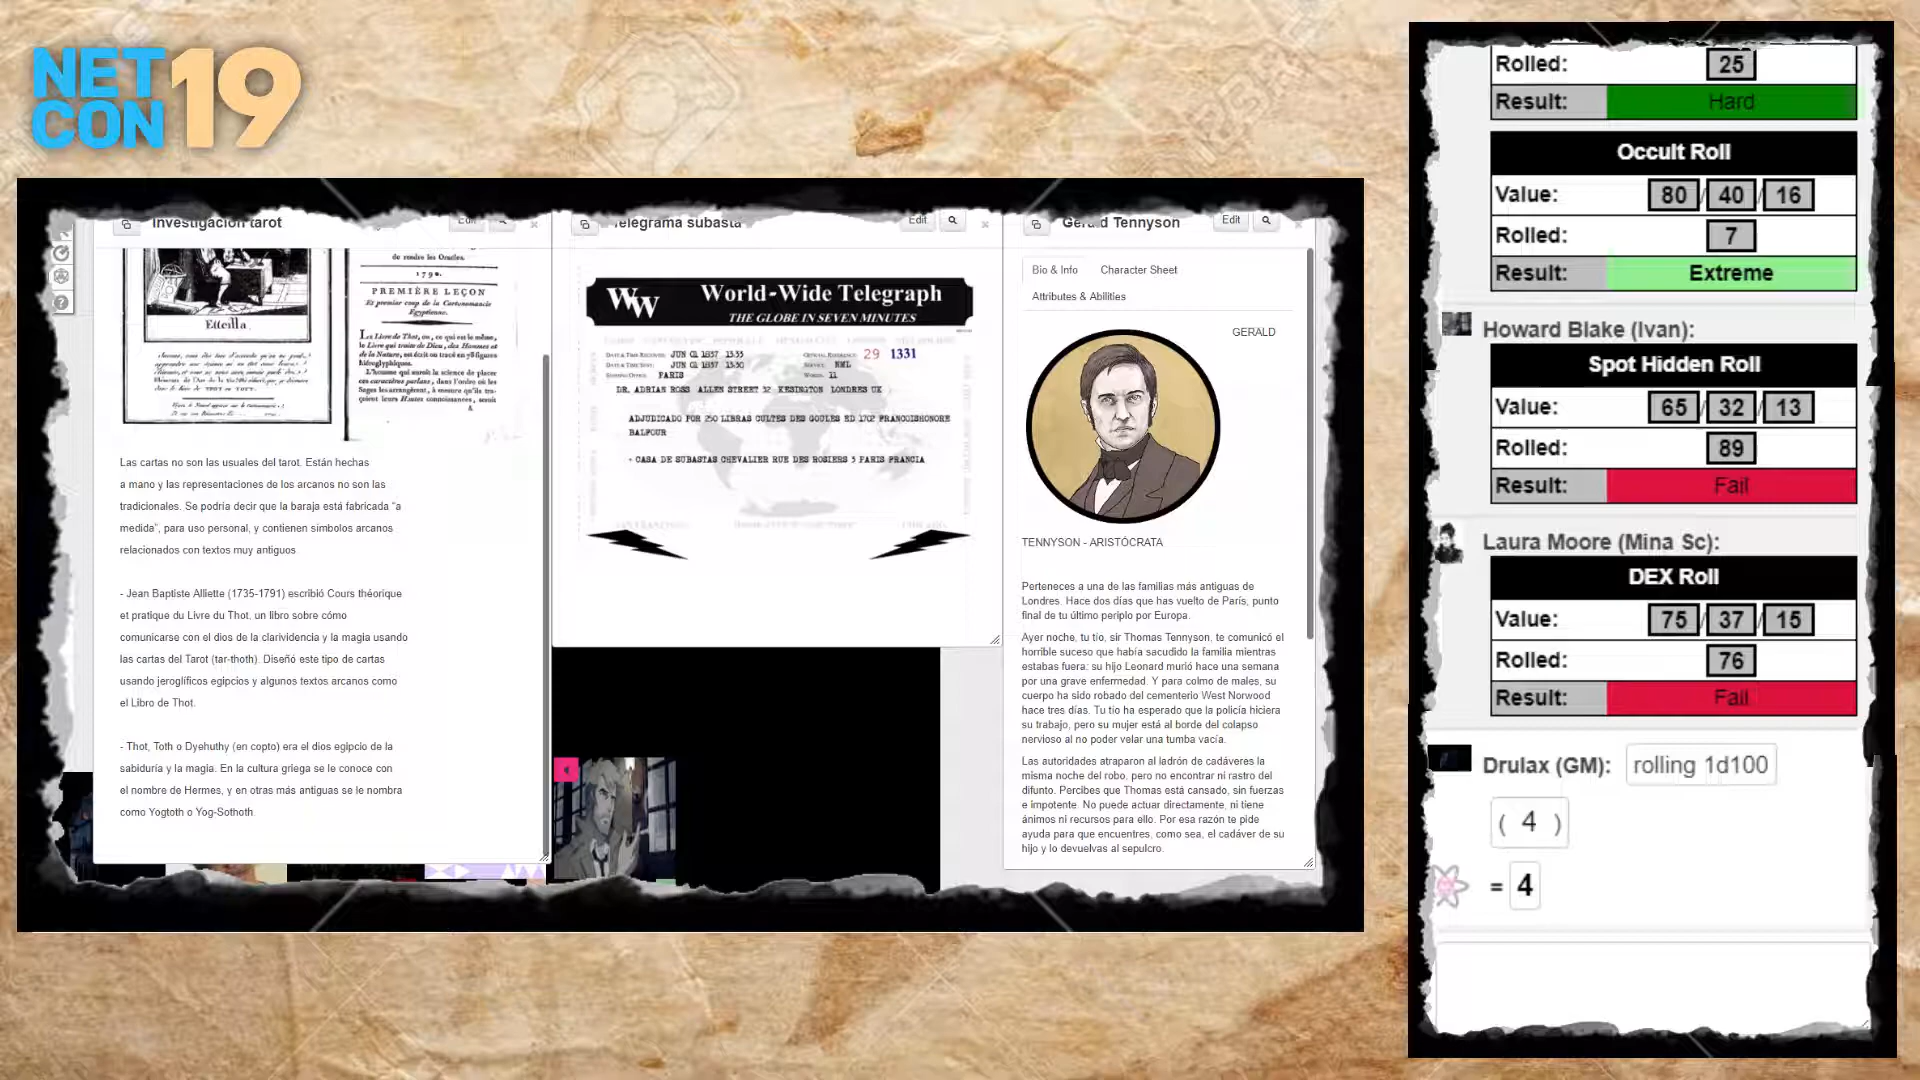 NET
CON 19
Investigación tarot
Edit
Etteilla
de rendre les Oracles.
PREMIÈRE LEÇON
Las cartas no son las usuales del tarot. Están hechas
a mano y las representaciones de los arcanos no son las
tradicionales. Se podría decir que la baraja está fabricada "a
medida", para uso personal, y contienen símbolos arcanos
relacionados con textos muy antiguos
- Jean Baptiste Alliette (1735-1791) escribió Cours théorique
et pratique du Livre du Thot, un libro sobre cómo
comunicarse con el dios de la clarividencia y la magia usando
las cartas del Tarot (tar-thoth). Diseñó este tipo de cartas
usando jeroglíficos egipcios y algunos textos arcanos como
el Libro de Thot.
- Thot, Toth o Dyehuthy (en copto) era el dios egipcio de la
sabiduría y la magia. En la cultura griega se le conoce con
el nombre de Hermes, y en otras más antiguas se le nombra
como Yogtoth o Yog-Sothoth
Telegrama subasta
Edit
WW
World-Wide Telegraph
THE GLOBE IN SEVEN MINUTES
JUN 01 1837 13:35
29 1331
JUN 01 1837 13:30
PARIS
DR. ADRIAN ROSS ALLEN STREET 32 KESINGTON LONDRES UK
ADJUDICADO POR 250 LIBRAS CULTES DES GOULES ED 1702 FRANCOISHONORE
BALFOUR
- CASA DE SUBASTAS CHEVALIER RUE DES ROSIERS 5 PARIS FRANCIA
Gerald Tennyson
Edit
Bio & Info
Character Sheet
Attributes & Abilities
GERALD
TENNYSON - ARISTÓCRATA
Perteneces a una de las familias más antiguas de
Londres. Hace dos días que has vuelto de París, punto
final de tu último periplo por Europa.
Ayer noche, tu tío, sir Thomas Tennyson, te comunicó el
horrible suceso que había sacudido la familia mientras
estabas fuera: su hijo Leonard murió hace una semana
por una grave enfermedad. Y para colmo de males, su
cuerpo ha sido robado del cementerio West Norwood
hace tres días. Tu tío ha esperado que la policía hiciera
su trabajo, pero su mujer está al borde del colapso
nervioso al no poder velar una tumba vacía.
Las autoridades atraparon al ladrón de cadáveres la
misma noche del robo, pero no encontrar ni rastro del
difunto. Percibes que Thomas está cansado, sin fuerzas
e impotente. No puede actuar directamente, ni tiene
ánimos ni recursos para ello. Por esa razón te pide
ayuda para que encuentres, como sea, el cadáver de su
hijo y lo devuelvas al sepulcro.
Rolled: 25
Result: Hard
Occult Roll
Value: 80 / 40 / 16
Rolled: 7
Result: Extreme
Howard Blake (Ivan):
Spot Hidden Roll
Value: 65 / 32 / 13
Rolled: 89
Result: Fail
Laura Moore (Mina Sc):
DEX Roll
Value: 75 / 37 / 15
Rolled: 76
Result: Fail
Drulax (GM): rolling 1d100
( 4 )
= 4